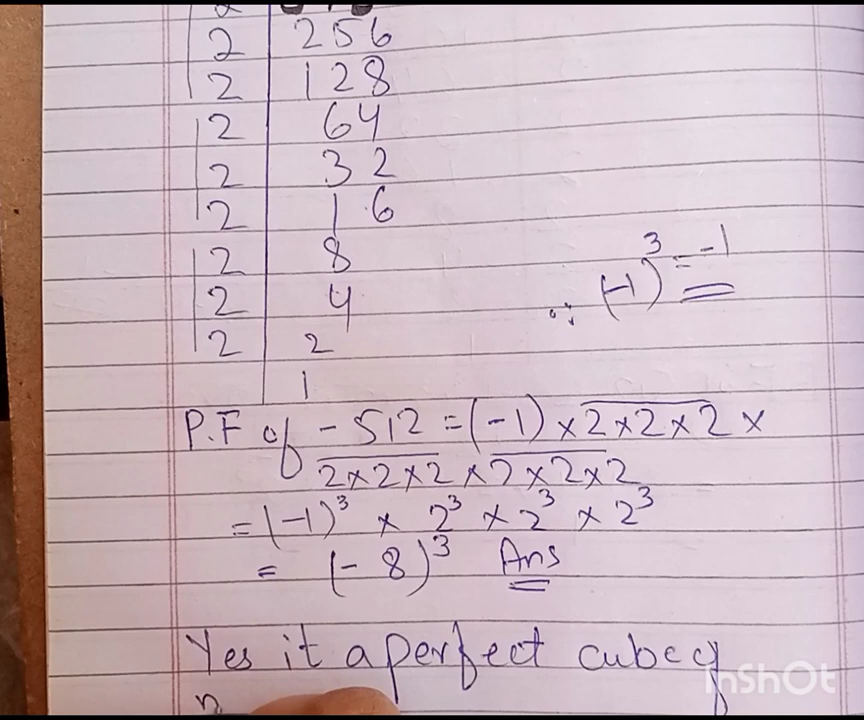 2 256
2 128
2 64
2 32
2 16
2 8
2 4
2 2
1
∵ (-1)³ = -1
P.F of - 512 = (-1) × 2×2×2 ×
2×2×2 × 2×2×2
= (-1)³ × 2³ × 2³ × 2³
= (-8)³ Ans
Yes it a perfect cube of
InShOt